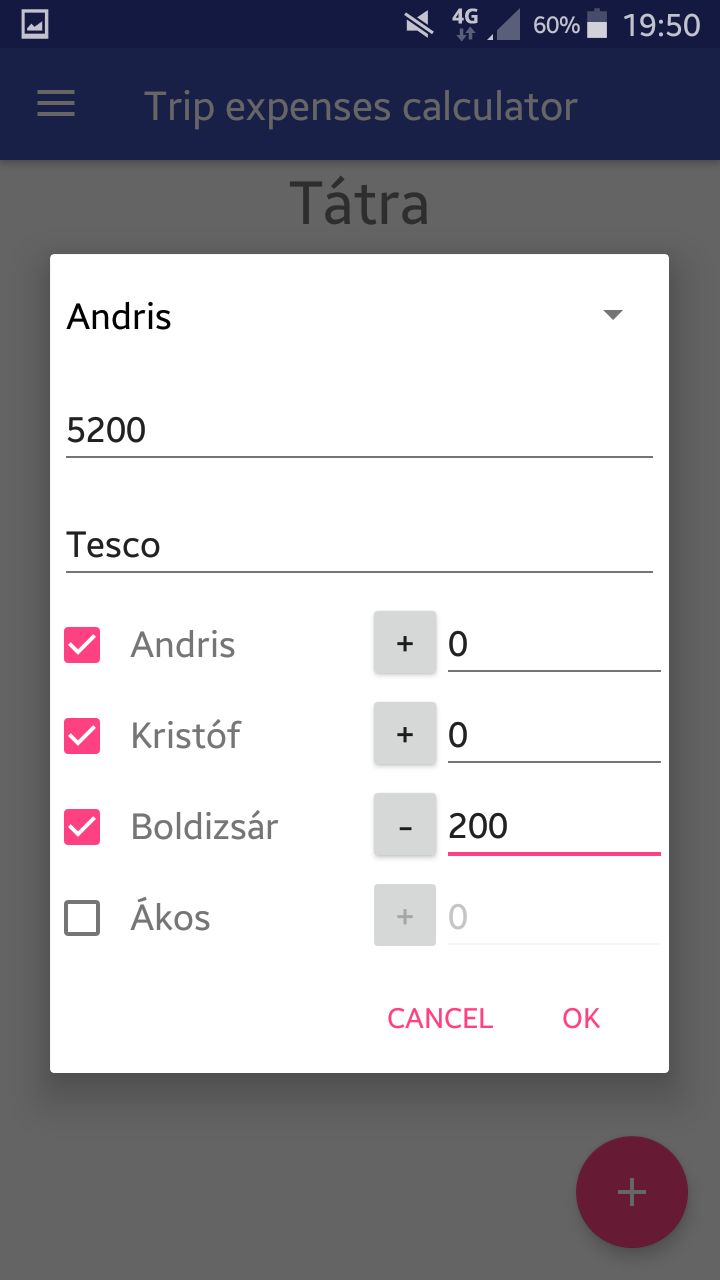 4G 60% 19:50
Trip expenses calculator
Tátra
Andris
5200
Tesco
Andris + 0
Kristóf + 0
Boldizsár - 200
Ákos + 0
CANCEL OK
+